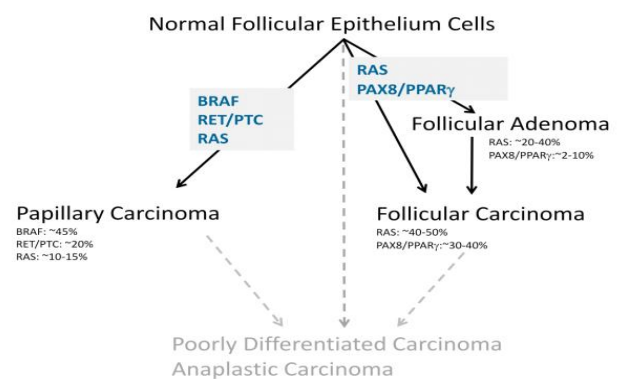 Normal Follicular Epithelium Cells
RAS
PAX8/PPARγ
BRAF
RET/PTC
RAS
Follicular Adenoma
RAS: ~20-40%
PAX8/PPARγ:~2-10%
Papillary Carcinoma
BRAF: ~45%
RET/PTC: ~20%
RAS: ~10-15%
Follicular Carcinoma
RAS: ~40-50%
PAX8/PPARγ:~30-40%
Poorly Differentiated Carcinoma
Anaplastic Carcinoma